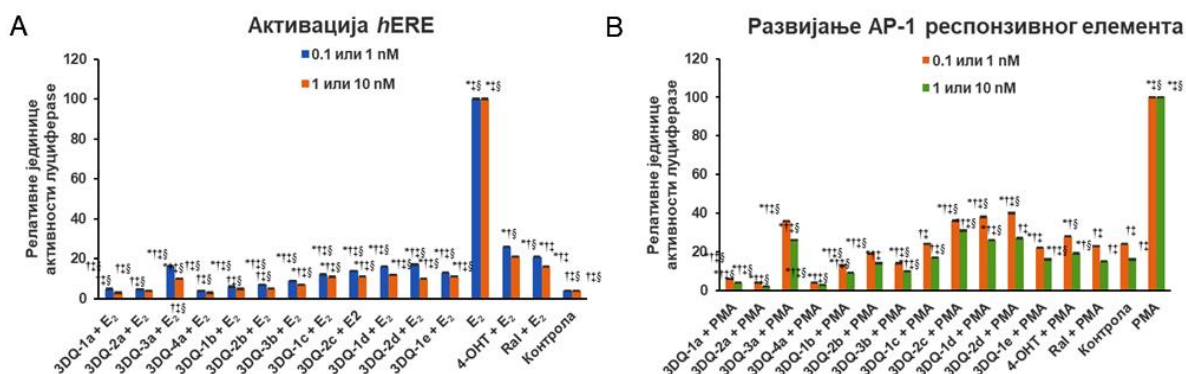 A
Активација hERE
0.1 или 1 nM
1 или 10 nM
Релативне јединице
активности луциферазе
120
100
80
60
40
20
0
3DQ-1a + E₂
3DQ-2a + E₂
3DQ-3a + E₂
3DQ-4a + E₂
3DQ-1b + E₂
3DQ-2b + E₂
3DQ-3b + E₂
3DQ-1c + E₂
3DQ-2c + E2
3DQ-1d + E₂
3DQ-2d + E₂
3DQ-1e + E₂
E₂
4-OHT + E₂
Ral + E₂
Контрола
B
Развијање AP-1 респонзивног елемента
0.1 или 1 nM
1 или 10 nM
Релативне јединице
активности луциферазе
120
100
80
60
40
20
0
3DQ-1a + PMA
3DQ-2a + PMA
3DQ-3a + PMA
3DQ-4a + PMA
3DQ-1b + PMA
3DQ-2b + PMA
3DQ-3b + PMA
3DQ-1c + PMA
3DQ-2c + PMA
3DQ-1d + PMA
3DQ-2d + PMA
3DQ-1e + PMA
4-OHT + PMA
Ral + PMA
Контрола
PMA